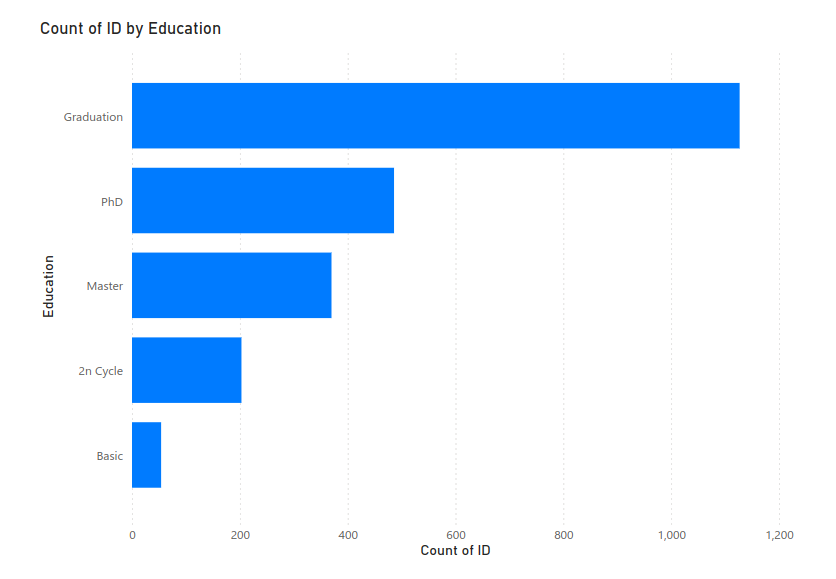 Count of ID by Education
Education
Graduation
PhD
Master
2n Cycle
Basic
0 200 400 600 800 1,000 1,200
Count of ID